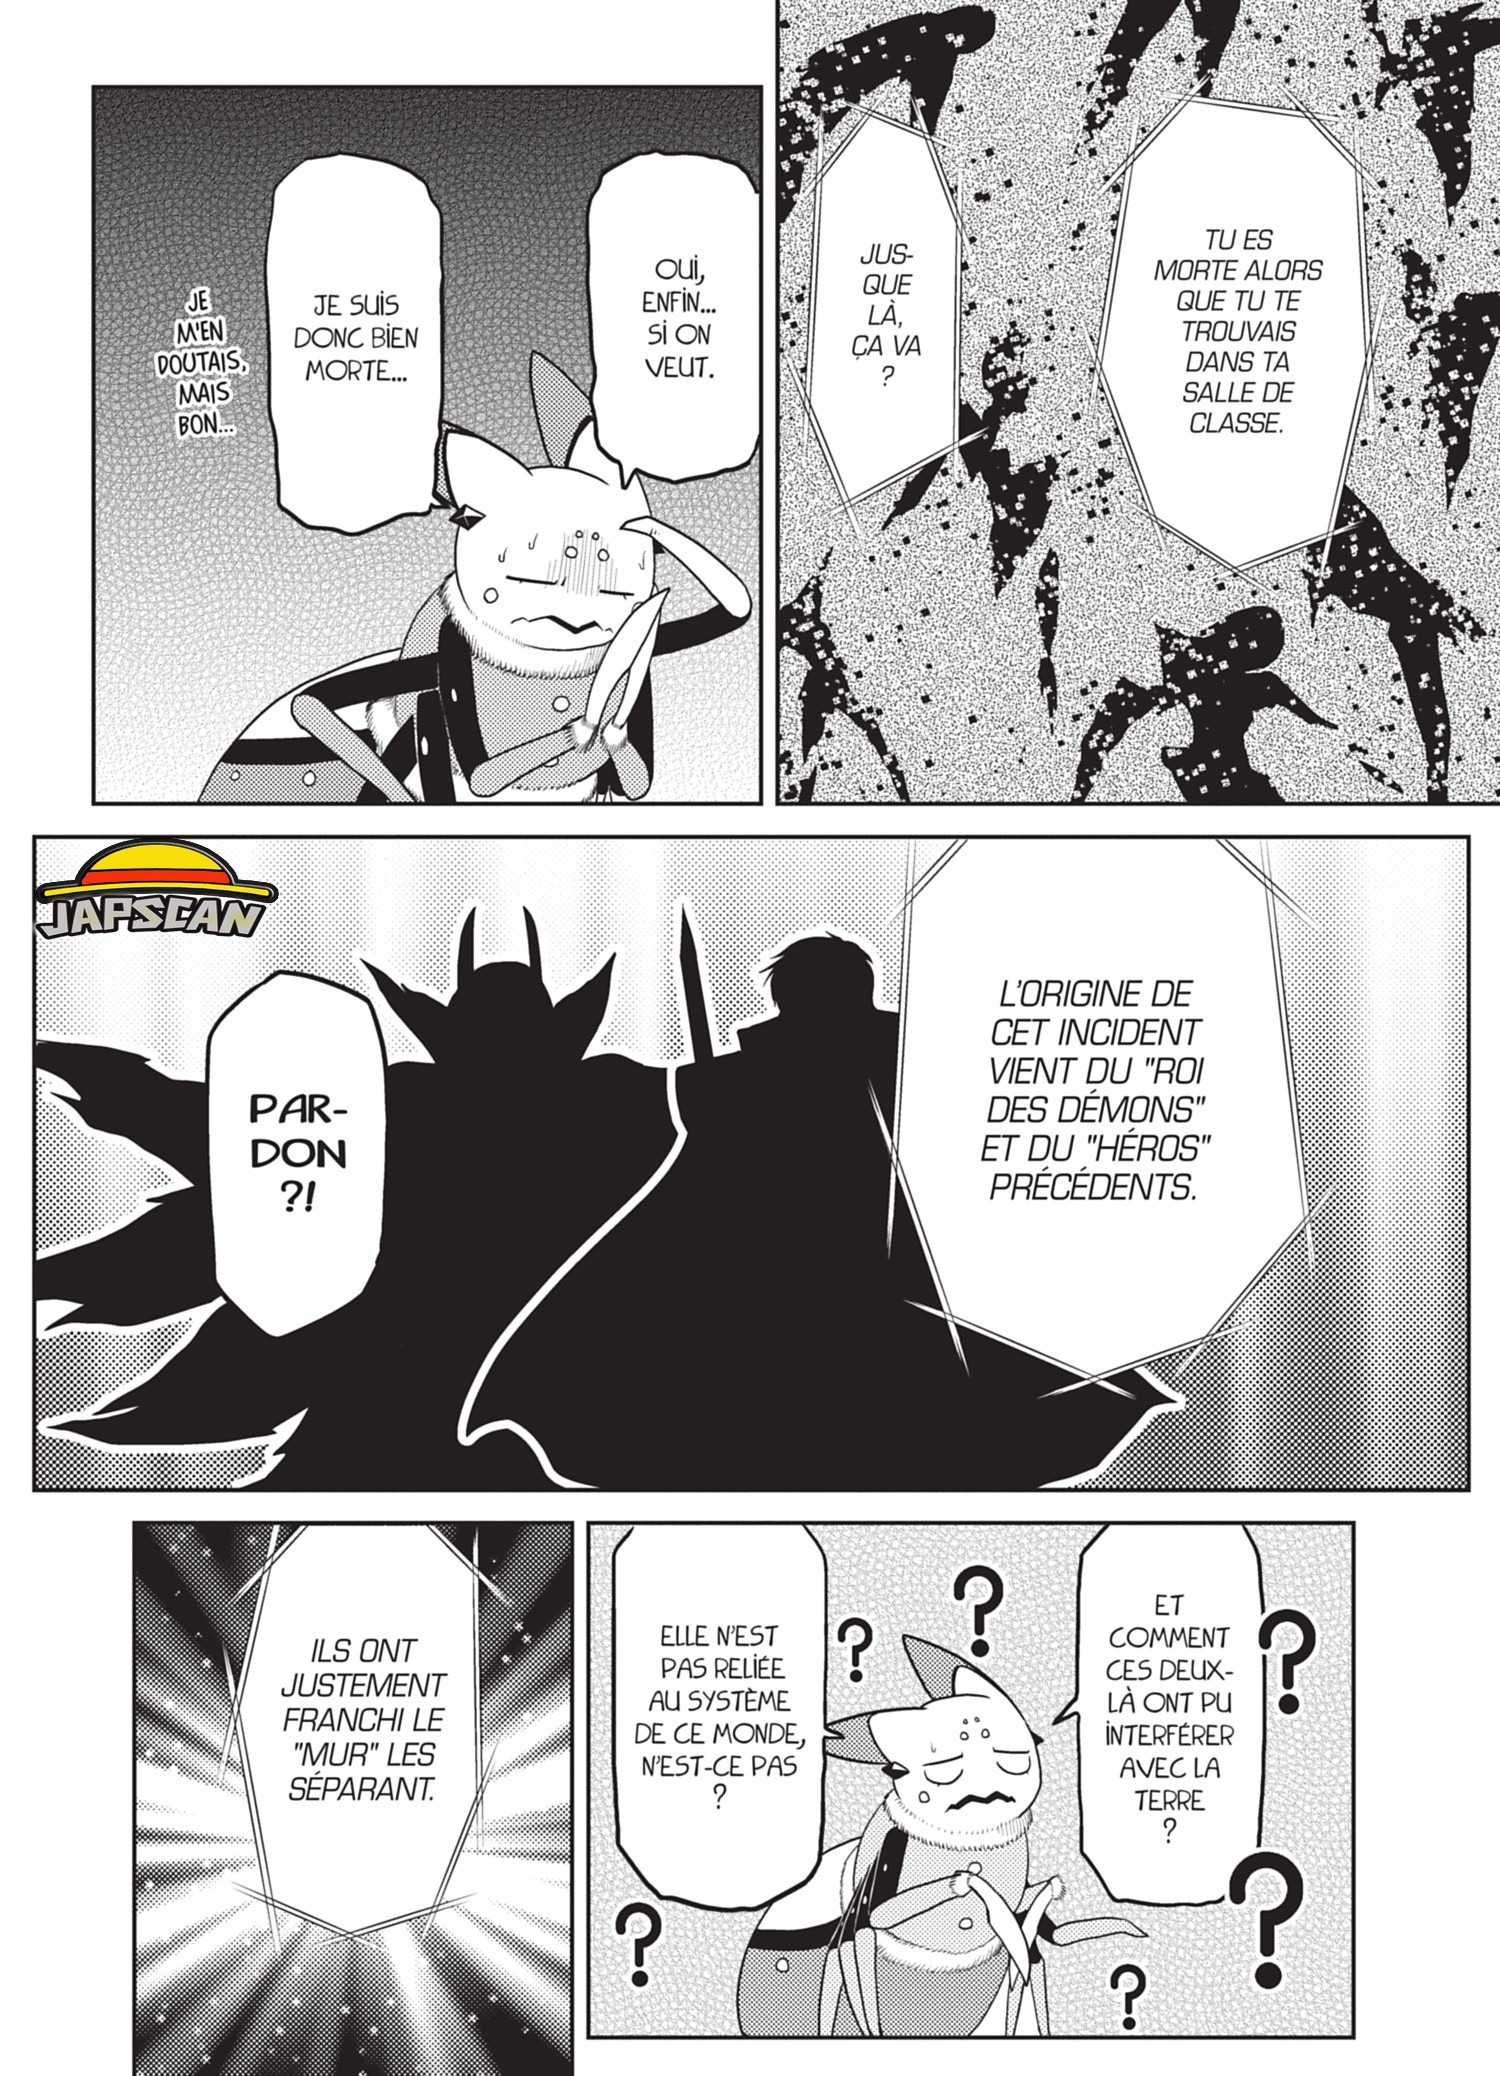 TU ES
MORTE ALORS
QUE TU TE
TROUVAIS
DANS TA
SALLE DE
CLASSE.
JUS-
QUE
LÀ,
ÇA VA
?
OUI,
ENFIN...
SI ON
VEUT.
JE SUIS
DONC BIEN
MORTE...
JE
M'EN
DOUTAIS,
MAIS
BON...
JAPSCAN
L'ORIGINE DE
CET INCIDENT
VIENT DU "ROI
DES DÉMONS"
ET DU "HÉROS"
PRÉCÉDENTS.
PAR-
DON
?!
ET
COMMENT
CES DEUX-
LÀ ONT PU
INTERFÉRER
AVEC LA
TERRE
?
ELLE N'EST
PAS RELIÉE
AU SYSTÈME
DE CE MONDE,
N'EST-CE PAS
?
?
?
?
?
?
?
ILS ONT
JUSTEMENT
FRANCHI LE
"MUR" LES
SÉPARANT.